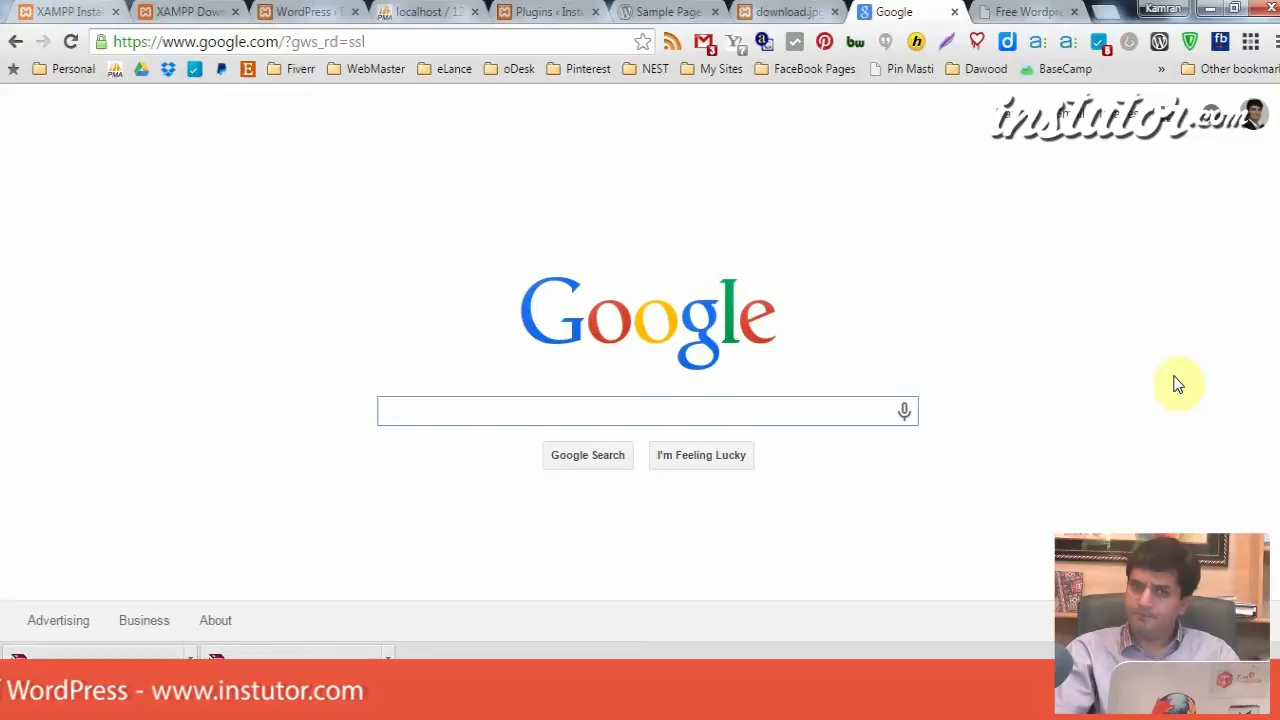 XAMPP Insta
XAMPP Dow
WordPress ‹ I
localhost / 12
Plugins ‹ Inst
Sample Page
download.jpg
Google
Free Wordpre
Kamran
https://www.google.com/?gws_rd=ssl
Personal
Fiverr
WebMaster
eLance
oDesk
Pinterest
NEST
My Sites
FaceBook Pages
Pin Masti
Dawood
BaseCamp
»
Other bookmar
instutor.com
Google
Google Search
I'm Feeling Lucky
Advertising
Business
About
WordPress - www.instutor.com